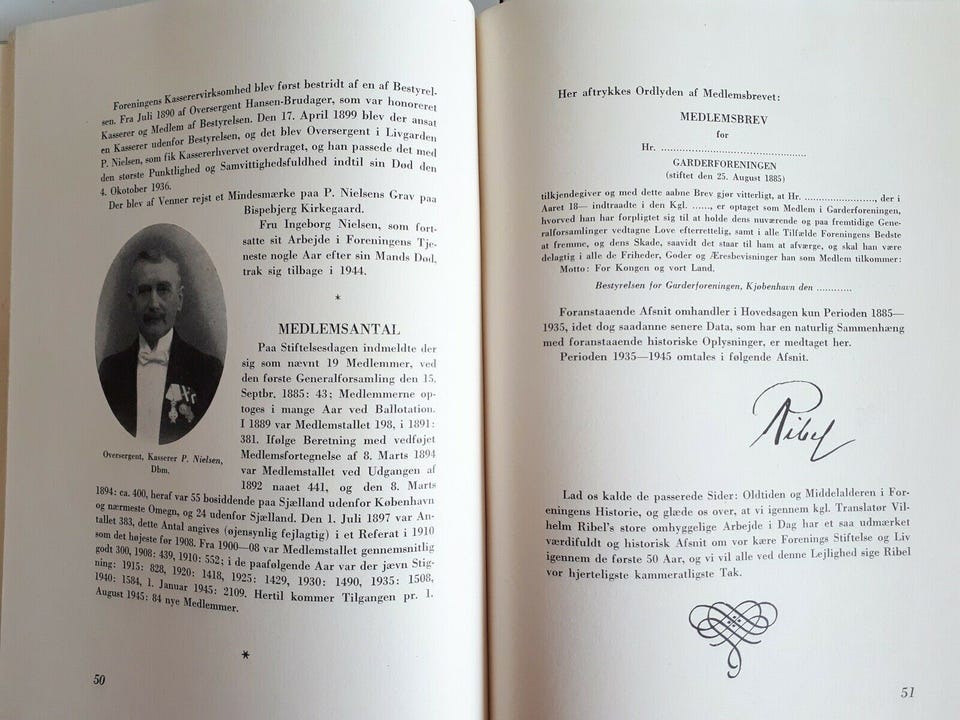 Foreningens Kasserervirksomhed blev først bestridt af en af Bestyrel.
sen. Fra Juli 1890 af Oversergent Hansen-Brudager, som var honoreret
Kasserer og Medlem af Bestyrelsen. Den 17. April 1899 blev der ansat
en Kasserer udenfor Bestyrelsen, og det blev Oversergent i Livgarden
P. Nielsen, som fik Kassererhvervet overdraget, og han passede det med
den største Punktlighed og Samvittighedsfuldhed indtil sin Død den
4. Okotober 1936.
Der blev af Venner rejst et Mindesmærke paa P. Nielsens Grav paa
Bispebjerg Kirkegaard.
Fru Ingeborg Nielsen, som fort-
satte sit Arbejde i Foreningens Tje-
neste nogle Aar efter sin Mands Død,
trak sig tilbage i 1944.
*
MEDLEMSANTAL
Paa Stiftelsesdagen indmeldte der
sig som nævnt 19 Medlemmer, ved
den første Generalforsamling den 15.
Septbr. 1885: 43; Medlemmerne op-
toges i mange Aar ved Ballotation.
I 1889 var Medlemstallet 198, i 1891:
381. Ifølge Beretning med vedføjet
Medlemsfortegnelse af 8. Marts 1894
var Medlemstallet ved Udgangen af
1892 naaet 441, og den 8. Marts
Oversergent, Kasserer P. Nielsen,
Dbm.
1894: ca. 400, heraf var 55 bosiddende paa Sjælland udenfor København
og nærmeste Omegn, og 24 udenfor Sjælland. Den 1. Juli 1897 var An-
tallet 383, dette Antal angives (øjensynlig fejlagtig) i et Referat i 1910
som det højeste før 1908. Fra 1900—08 var Medlemstallet gennemsnitlig
godt 300, 1908: 439, 1910: 552; i de paafølgende Aar var der jævn Stig-
ning: 1915: 828, 1920: 1418, 1925: 1429, 1930: 1490, 1935: 1508,
1940: 1584, 1. Januar 1945: 2109. Hertil kommer Tilgangen pr. 1.
August 1945: 84 nye Medlemmer.
*
50
Her aftrykkes Ordlyden af Medlemsbrevet:
MEDLEMSBREV
for
Hr. ..............................................
GARDERFORENINGEN
(stiftet den 25. August 1885)
tilkjendegiver og med dette aabne Brev gjør vitterligt, at Hr. ......................, der i
Aaret 18— indtraadte i den Kgl. ......, er optaget som Medlem i Garderforeningen,
hvorved han har forpligtet sig til at holde dens nuværende og paa fremtidige Gene-
ralforsamlinger vedtagne Love efterrettelig, samt i alle Tilfælde Foreningens Bedste
at fremme, og dens Skade, saavidt det staar til ham at afværge, og skal han være
delagtig i alle de Friheder, Goder og Æresbevisninger han som Medlem tilkommer:
Motto: For Kongen og vort Land.
Bestyrelsen for Garderforeningen, Kjøbenhavn den ............
Foranstaaende Afsnit omhandler i Hovedsagen kun Perioden 1885—
1935, idet dog saadanne senere Data, som har en naturlig Sammenhæng
med foranstaaende historiske Oplysninger, er medtaget her.
Perioden 1935—1945 omtales i følgende Afsnit.
Ribel
Lad os kalde de passerede Sider: Oldtiden og Middelalderen i For-
eningens Historie, og glæde os over, at vi igennem kgl. Translatør Vil-
helm Ribel's store ombyggelige Arbejde i Dag har et saa udmærket
værdifuldt og historisk Afsnit om vor kære Forenings Stiftelse og Liv
igennem de første 50 Aar, og vi vil alle ved denne Lejlighed sige Ribel
vor hjerteligste kammeratligste Tak.
51